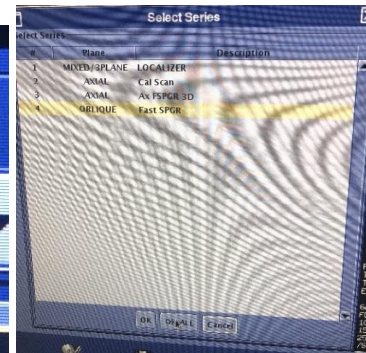 Select Series
Select Series
# Plane Description
1 MIXED/3PLANE LOCALIZER
2 AXIAL Cal Scan
3 AXIAL Ax FSPGR 3D
4 OBLIQUE Fast SPGR
OK Cancel